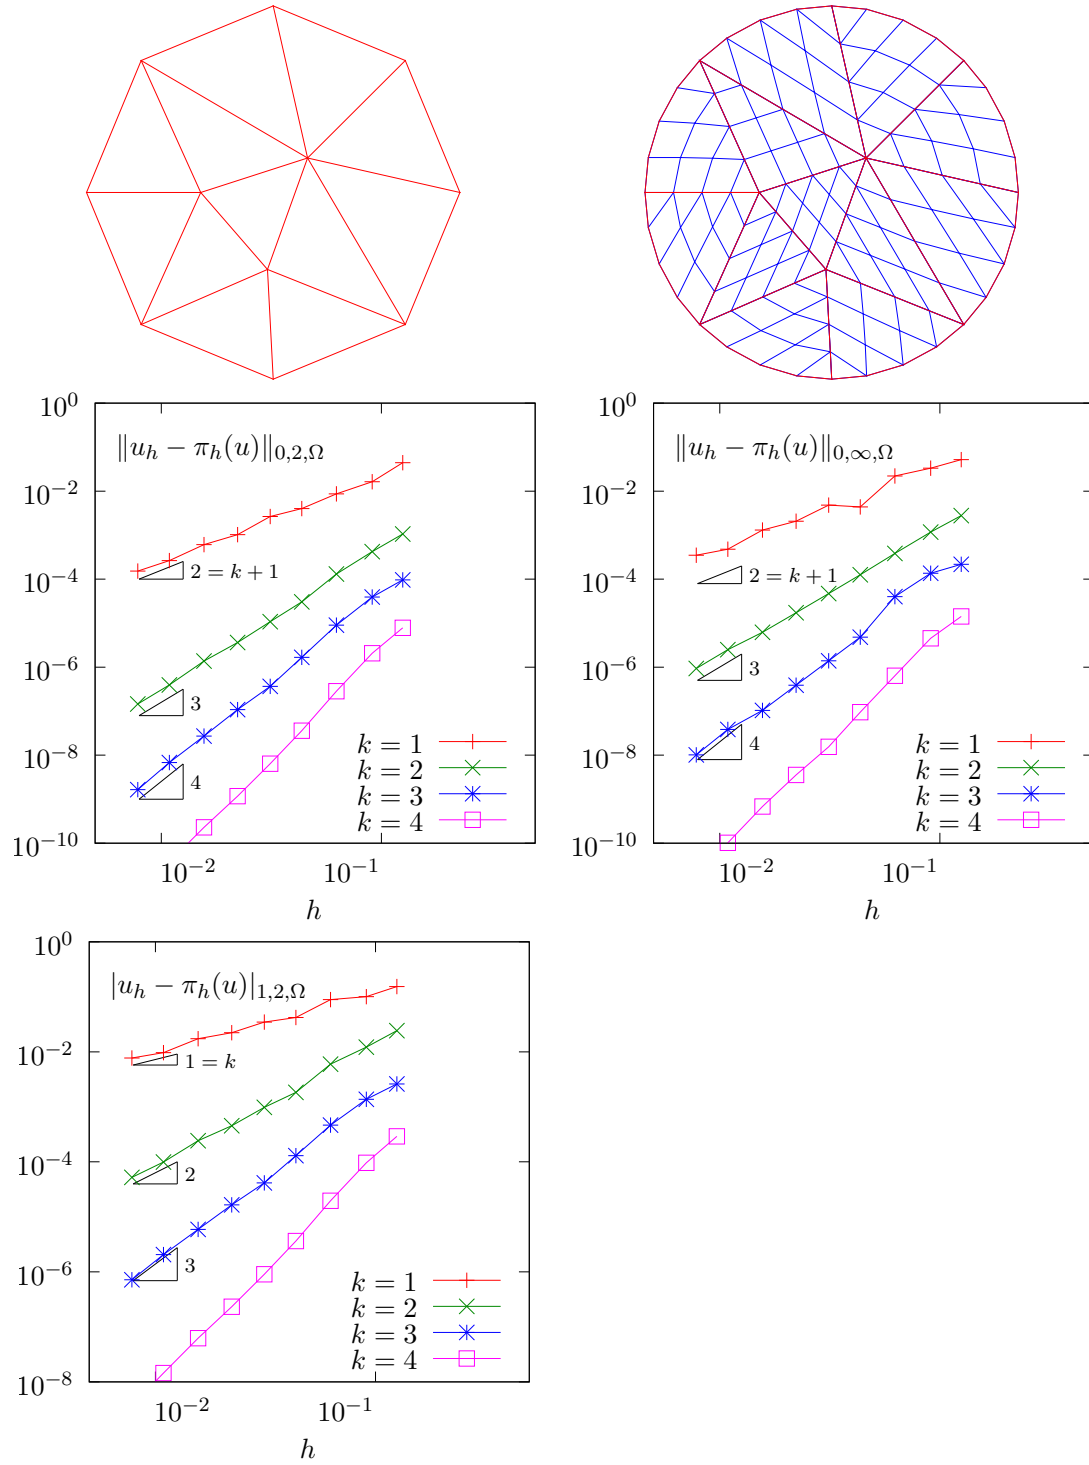 ‖u_h − π_h(u)‖_{0,2,Ω}
10^0
10^{−2}
10^{−4}
10^{−6}
10^{−8}
10^{−10}
2 = k + 1
3
4
k = 1
k = 2
k = 3
k = 4
10^{−2}
10^{−1}
h
‖u_h − π_h(u)‖_{0,∞,Ω}
10^0
10^{−2}
10^{−4}
10^{−6}
10^{−8}
10^{−10}
2 = k + 1
3
4
k = 1
k = 2
k = 3
k = 4
10^{−2}
10^{−1}
h
|u_h − π_h(u)|_{1,2,Ω}
10^0
10^{−2}
10^{−4}
10^{−6}
10^{−8}
1 = k
2
3
k = 1
k = 2
k = 3
k = 4
10^{−2}
10^{−1}
h